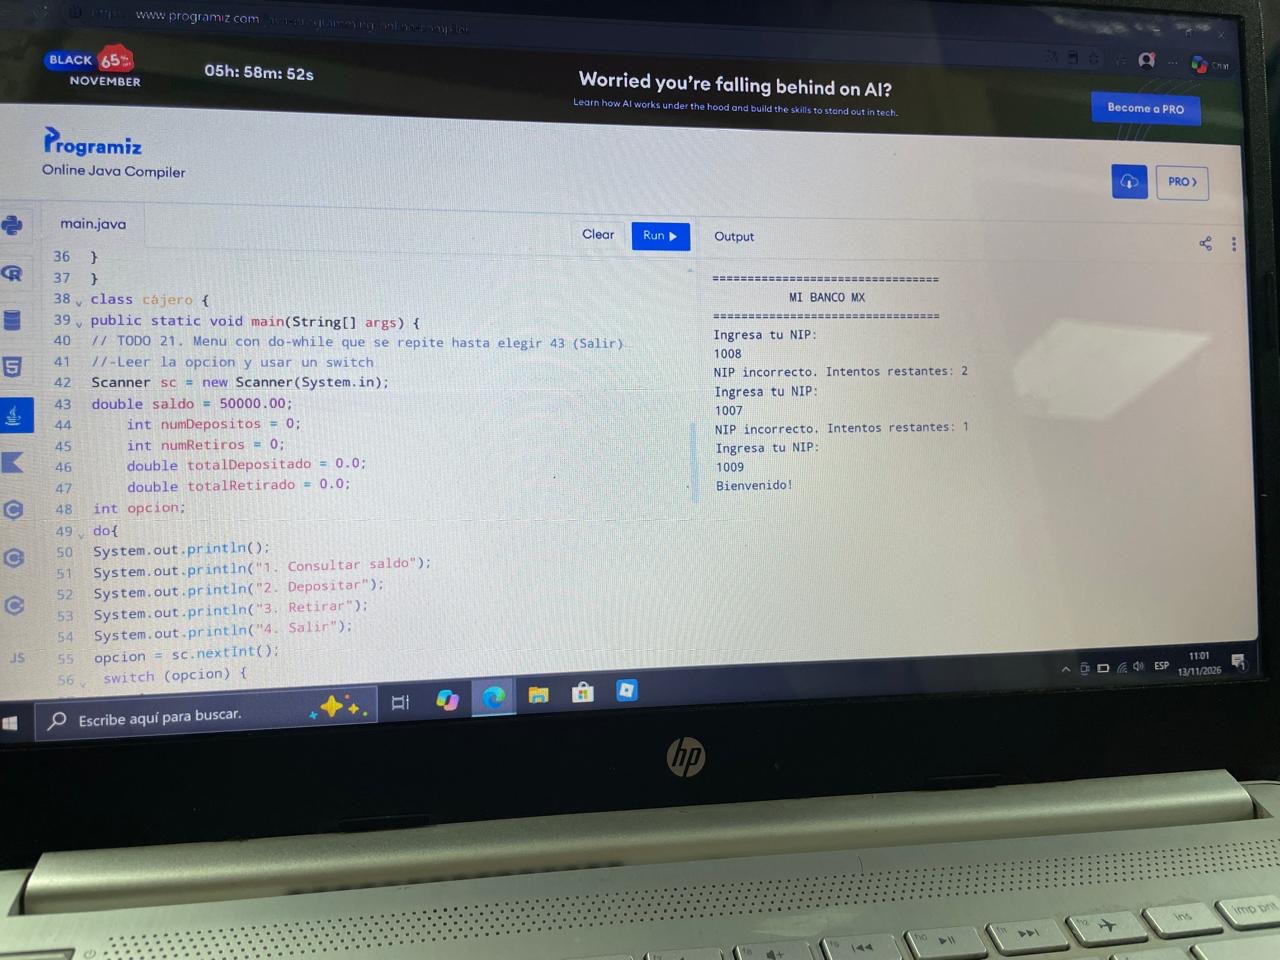 www.programiz.com/java-programming/online-compiler
BLACK 65% OFF
NOVEMBER
05h: 58m: 52s
Worried you're falling behind on AI?
Learn how AI works under the hood and build the skills to stand out in tech.
Become a PRO
Chat
Programiz
Online Java Compiler
PRO
main.java
Clear
Run
Output
36 }
37 }
38 class cajero {
39 public static void main(String[] args) {
40 // TODO 21. Menu con do-while que se repite hasta elegir 43 (Salir)
41 //-Leer la opcion y usar un switch
42 Scanner sc = new Scanner(System.in);
43 double saldo = 50000.00;
44 int numDepositos = 0;
45 int numRetiros = 0;
46 double totalDepositado = 0.0;
47 double totalRetirado = 0.0;
48 int opcion;
49 do{
50 System.out.println();
51 System.out.println("1. Consultar saldo");
52 System.out.println("2. Depositar");
53 System.out.println("3. Retirar");
54 System.out.println("4. Salir");
55 opcion = sc.nextInt();
56 switch (opcion) {
JS
=================================
MI BANCO MX
=================================
Ingresa tu NIP:
1008
NIP incorrecto. Intentos restantes: 2
Ingresa tu NIP:
1007
NIP incorrecto. Intentos restantes: 1
Ingresa tu NIP:
1009
Bienvenido!
Escribe aquí para buscar.
ESP
11:01
13/11/2026
hp
ins
imp pnt